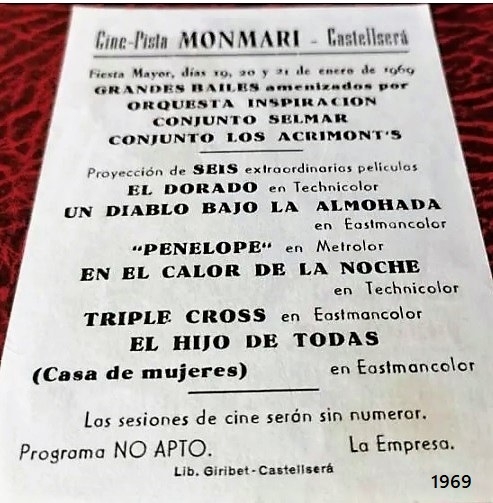 Cine-Pista MONMARI - Castellserá
Fiesta Mayor, días 19, 20 y 21 de enero de 1969
GRANDES BAILES amenizados por
ORQUESTA INSPIRACION
CONJUNTO SELMAR
CONJUNTO LOS ACRIMONT'S
Proyección de SEIS extraordinarias películas
EL DORADO en Technicolor
UN DIABLO BAJO LA ALMOHADA
en Eastmancolor
"PENELOPE" en Metrolor
EN EL CALOR DE LA NOCHE
en Technicolor
TRIPLE CROSS en Eastmancolor
EL HIJO DE TODAS
(Casa de mujeres) en Eastmancolor
Las sesiones de cine serán sin numerar.
Programa NO APTO. La Empresa.
Lib. Giribet-Castellserá
1969